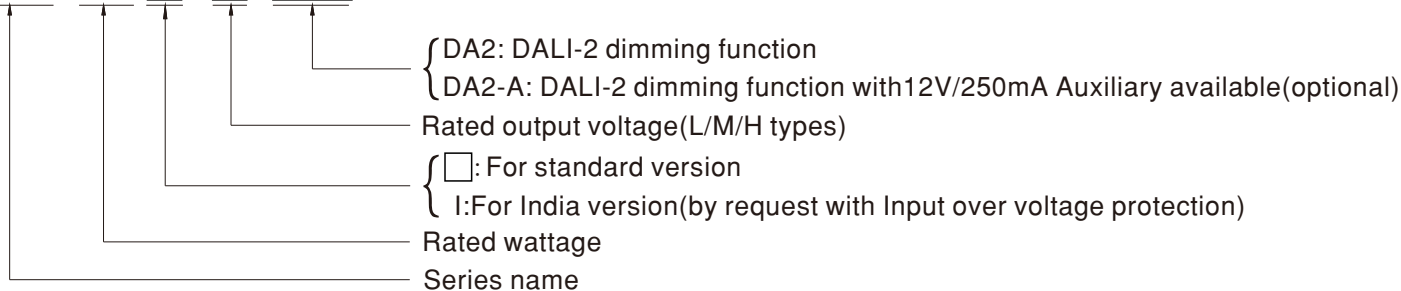 DA2: DALI-2 dimming function
DA2-A: DALI-2 dimming function with12V/250mA Auxiliary available(optional)
Rated output voltage(L/M/H types)
□: For standard version
I:For India version(by request with Input over voltage protection)
Rated wattage
Series name